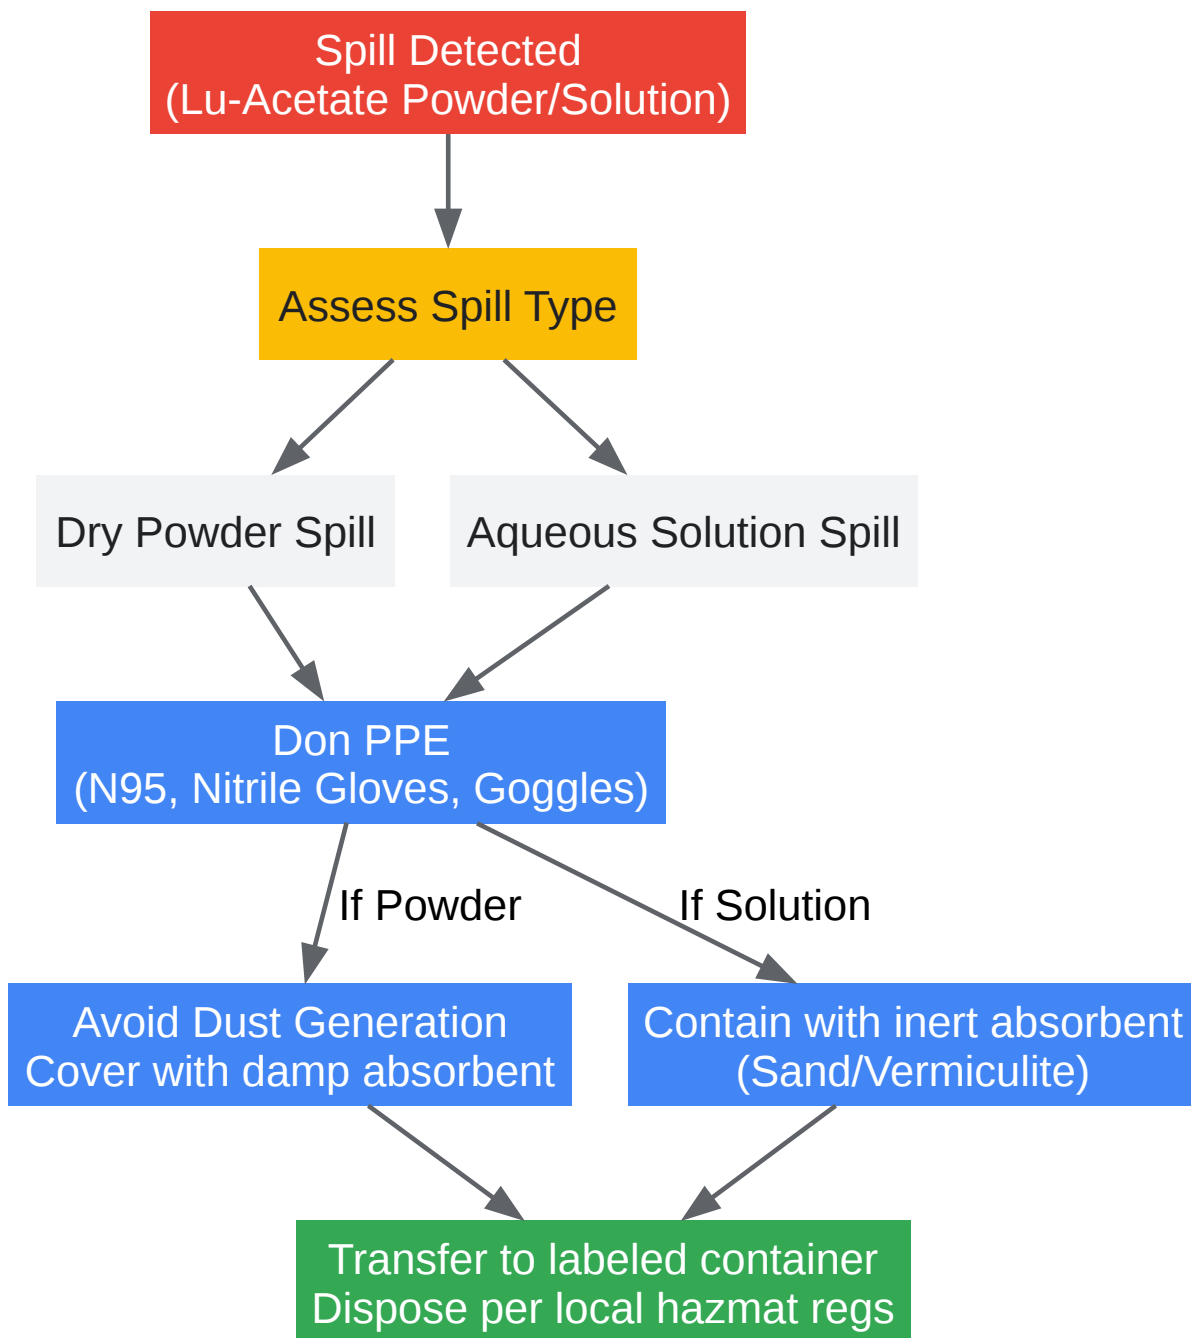 Spill Detected
(Lu-Acetate Powder/Solution)
Assess Spill Type
Dry Powder Spill
Aqueous Solution Spill
Don PPE
(N95, Nitrile Gloves, Goggles)
If Powder
If Solution
Avoid Dust Generation
Cover with damp absorbent
Contain with inert absorbent
(Sand/Vermiculite)
Transfer to labeled container
Dispose per local hazmat regs